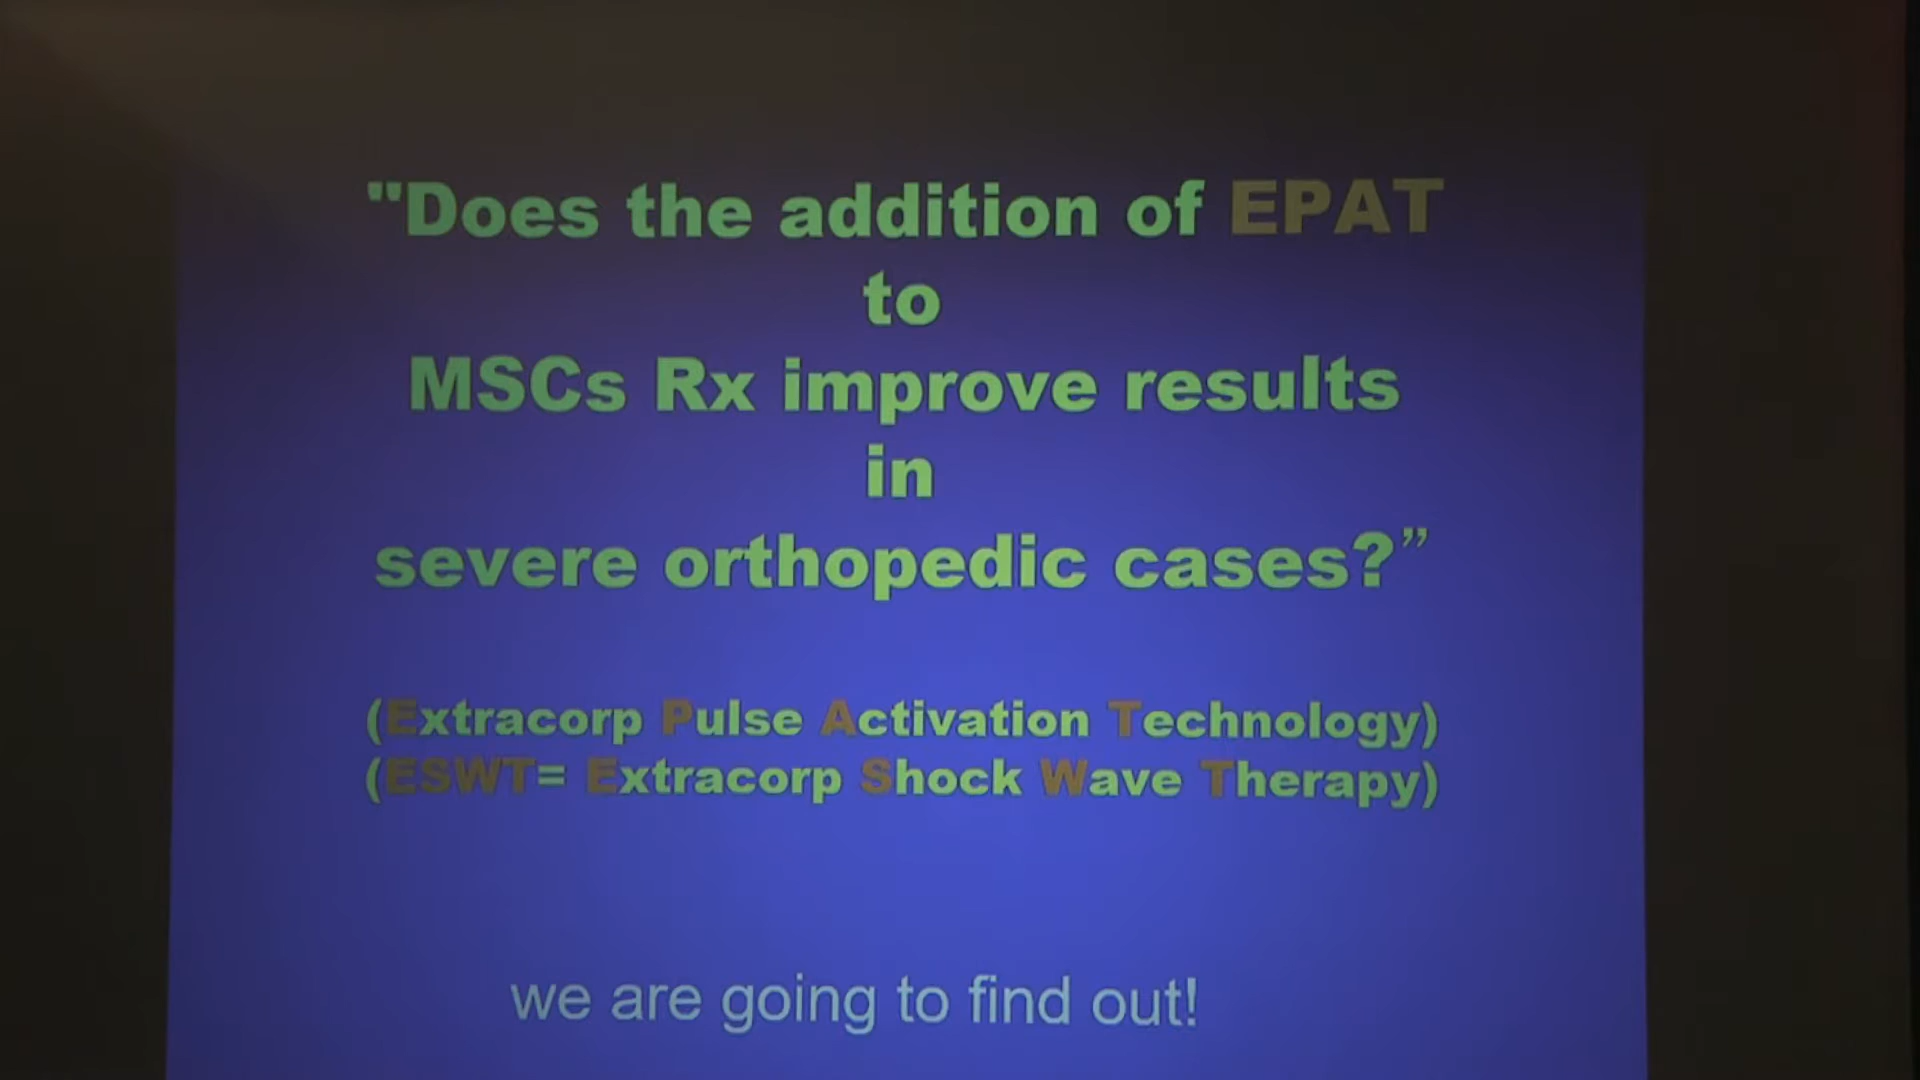 "Does the addition of EPAT
to
MSCs Rx improve results
in
severe orthopedic cases?”
(Extracorp Pulse Activation Technology)
(ESWT= Extracorp Shock Wave Therapy)
we are going to find out!